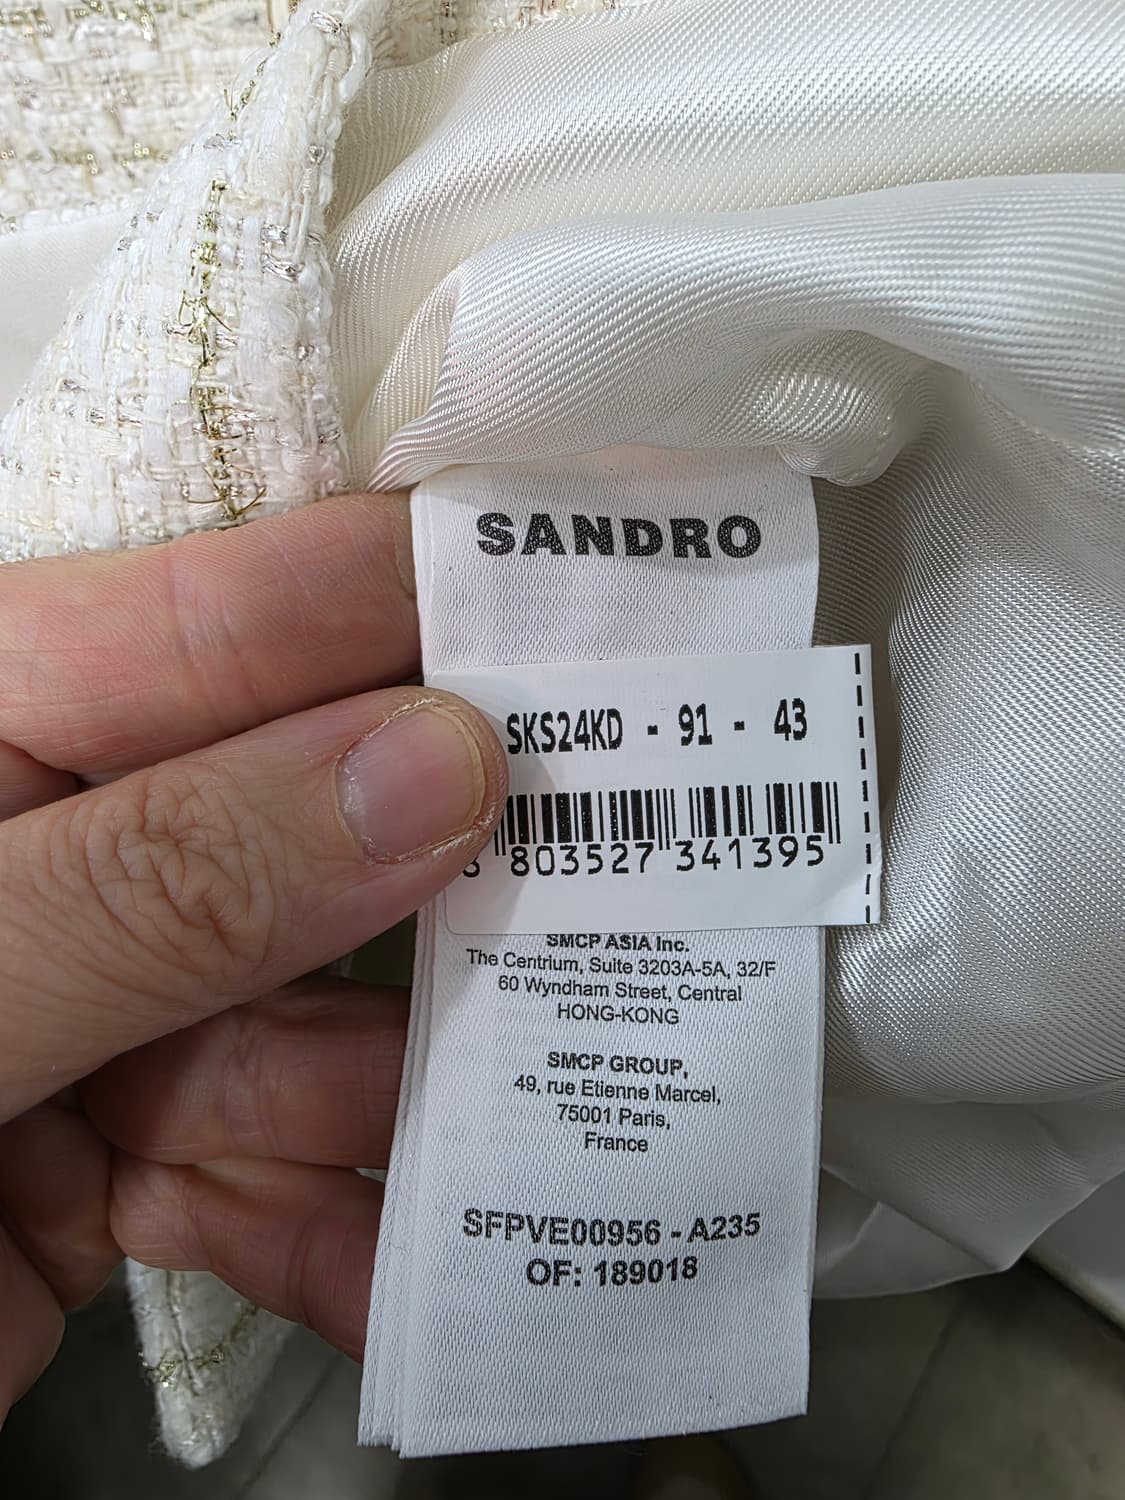 SANDRO
SKS24KD - 91 - 43
803527 341395
SMCP ASIA Inc.
The Centrium, Suite 3203A-5A, 32/F
60 Wyndham Street, Central
HONG-KONG
SMCP GROUP,
49, rue Etienne Marcel,
75001 Paris,
France
SFPVE00956 - A235
OF: 189018